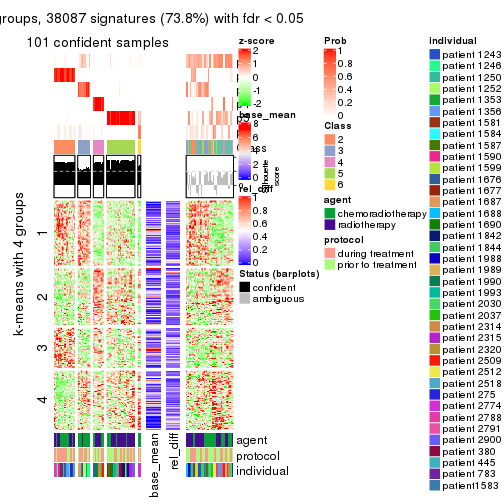 groups, 38087 signatures (73.8%) with fdr < 0.05
101 confident samples
k-means with 4 groups
1
2
3
4
base_mean
rel_diff
agent
protocol
individual
z-score
2
1
0
-1
-2
base_mean
8
6
4
2
0
rel_diff
1
0.8
0.6
0.4
0.2
0
Status (barplots)
confident
ambiguous
Silhouette
score
Prob
1
0.8
0.6
0.4
0.2
0
Class
2
3
4
5
6
agent
chemoradiotherapy
radiotherapy
protocol
during treatment
prior to treatment
individual
patient 1243
patient 1246
patient 1250
patient 1252
patient 1353
patient 1356
patient 1581
patient 1584
patient 1587
patient 1590
patient 1599
patient 1676
patient 1677
patient 1687
patient 1688
patient 1690
patient 1842
patient 1844
patient 1988
patient 1989
patient 1990
patient 1993
patient 2030
patient 2037
patient 2314
patient 2315
patient 2320
patient 2509
patient 2512
patient 2518
patient 275
patient 2774
patient 2788
patient 2791
patient 2900
patient 380
patient 445
patient 783
patient1583